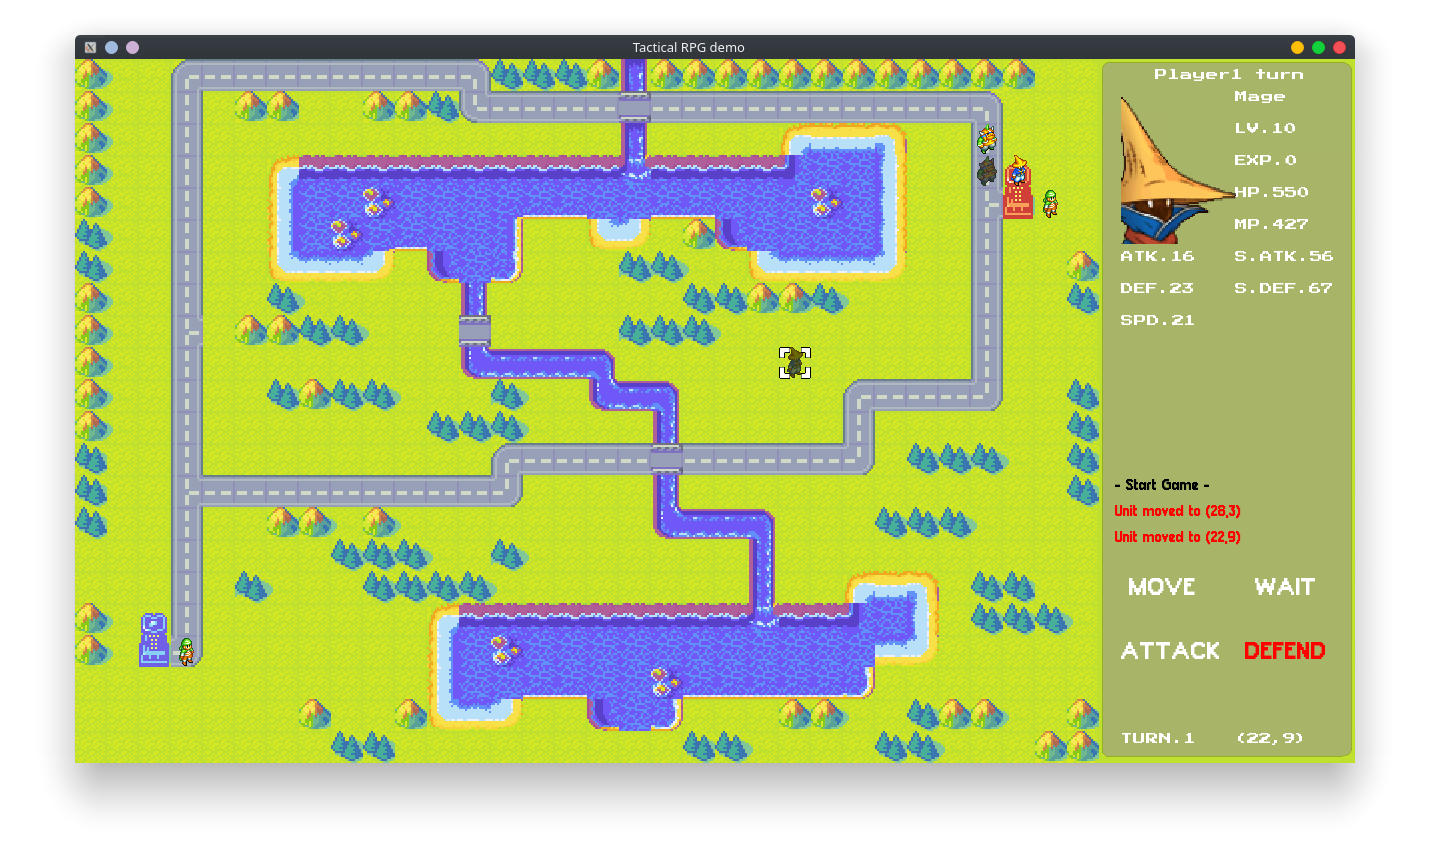 Tactical RPG demo
Player1 turn
Mage
LV.10
EXP.0
HP.550
MP.427
ATK.16 S.ATK.56
DEF.23 S.DEF.67
SPD.21
- Start Game -
Unit moved to (28,3)
Unit moved to (22,9)
MOVE WAIT
ATTACK DEFEND
TURN.1 (22,9)